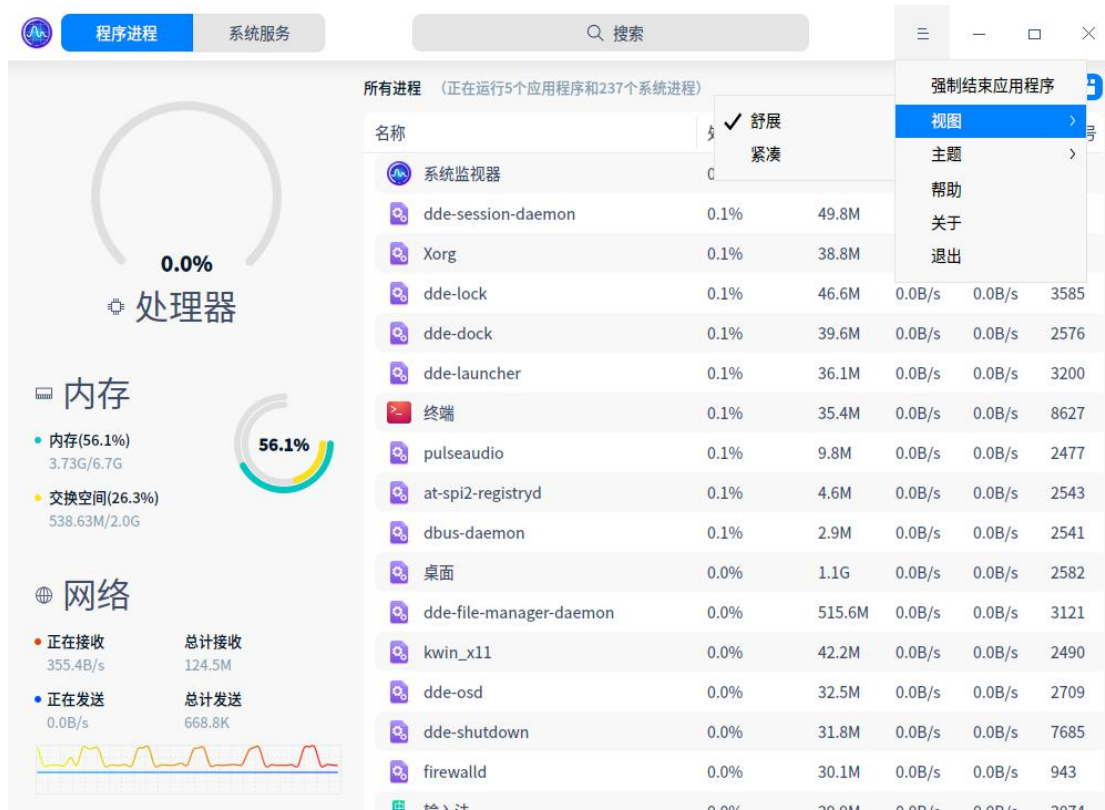 程序进程 系统服务
搜索
所有进程 （正在运行5个应用程序和237个系统进程）
强制结束应用程序
视图
主题
帮助
关于
退出
舒展
紧凑
名称
系统监视器
dde-session-daemon 0.1% 49.8M
Xorg 0.1% 38.8M
dde-lock 0.1% 46.6M 0.0B/s 0.0B/s 3585
dde-dock 0.1% 39.6M 0.0B/s 0.0B/s 2576
dde-launcher 0.1% 36.1M 0.0B/s 0.0B/s 3200
终端 0.1% 35.4M 0.0B/s 0.0B/s 8627
pulseaudio 0.1% 9.8M 0.0B/s 0.0B/s 2477
at-spi2-registryd 0.1% 4.6M 0.0B/s 0.0B/s 2543
dbus-daemon 0.1% 2.9M 0.0B/s 0.0B/s 2541
桌面 0.0% 1.1G 0.0B/s 0.0B/s 2582
dde-file-manager-daemon 0.0% 515.6M 0.0B/s 0.0B/s 3121
kwin_x11 0.0% 42.2M 0.0B/s 0.0B/s 2490
dde-osd 0.0% 32.5M 0.0B/s 0.0B/s 2709
dde-shutdown 0.0% 31.8M 0.0B/s 0.0B/s 7685
firewalld 0.0% 30.1M 0.0B/s 0.0B/s 943
0.0%
处理器
内存
内存(56.1%)
3.73G/6.7G
56.1%
交换空间(26.3%)
538.63M/2.0G
网络
正在接收 总计接收
355.4B/s 124.5M
正在发送 总计发送
0.0B/s 668.8K